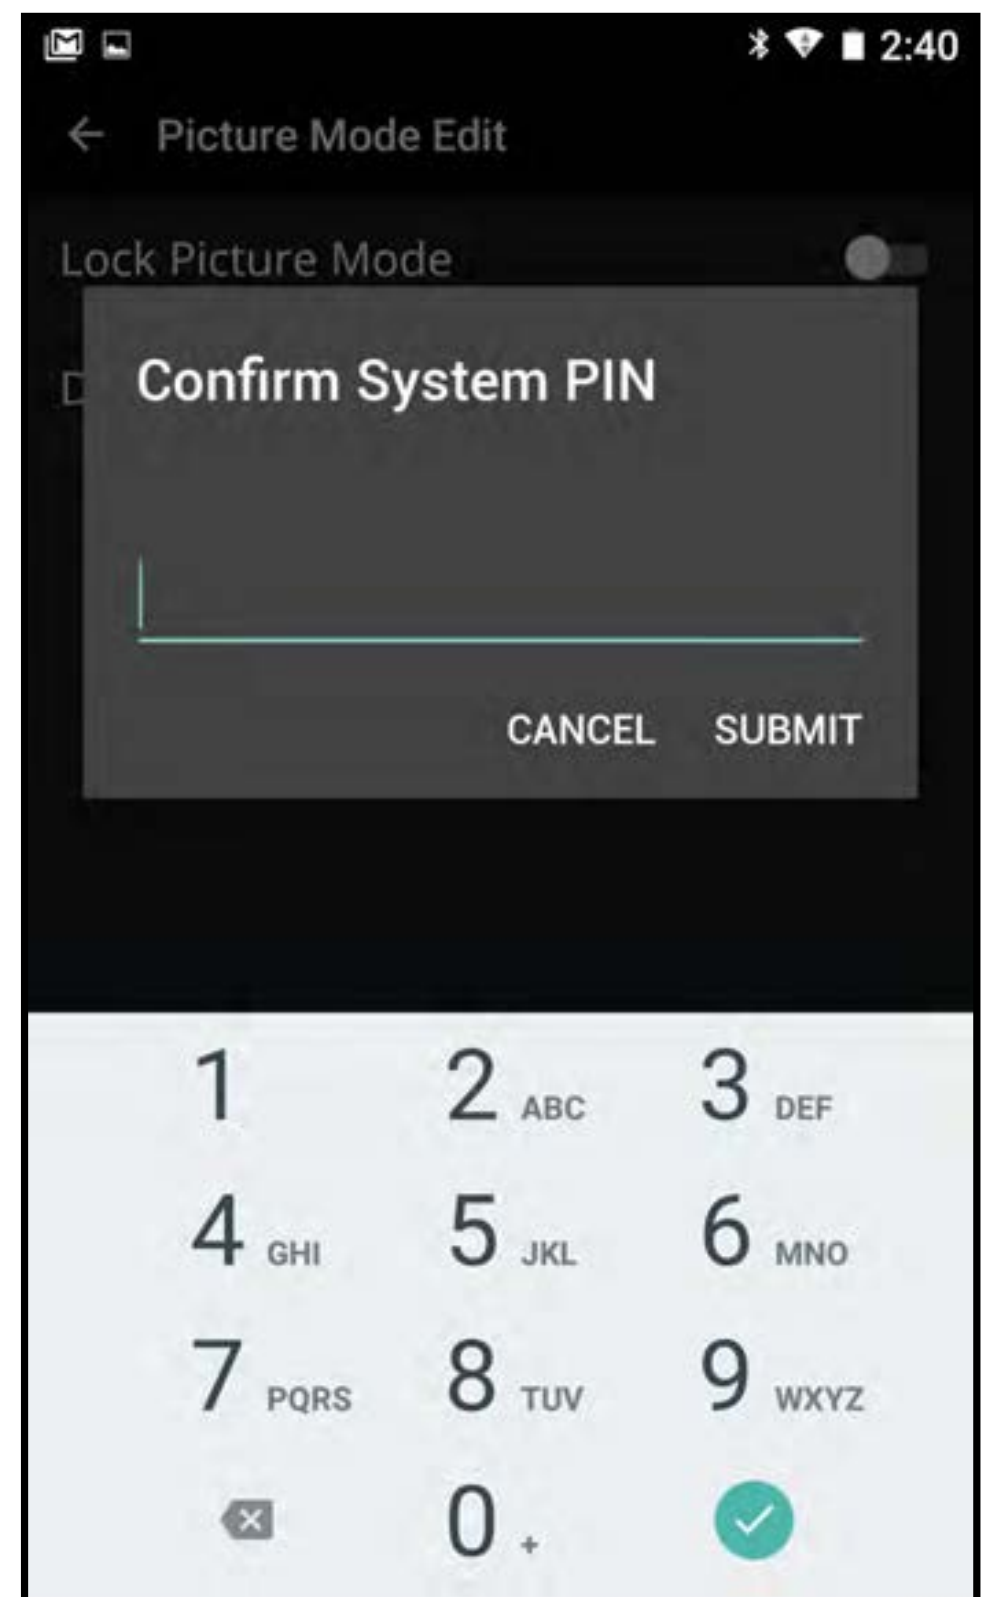 2:40
Picture Mode Edit
Lock Picture Mode
D
Confirm System PIN
CANCEL SUBMIT
1 2 ABC 3 DEF
4 GHI 5 JKL 6 MNO
7 PQRS 8 TUV 9 WXYZ
0 +